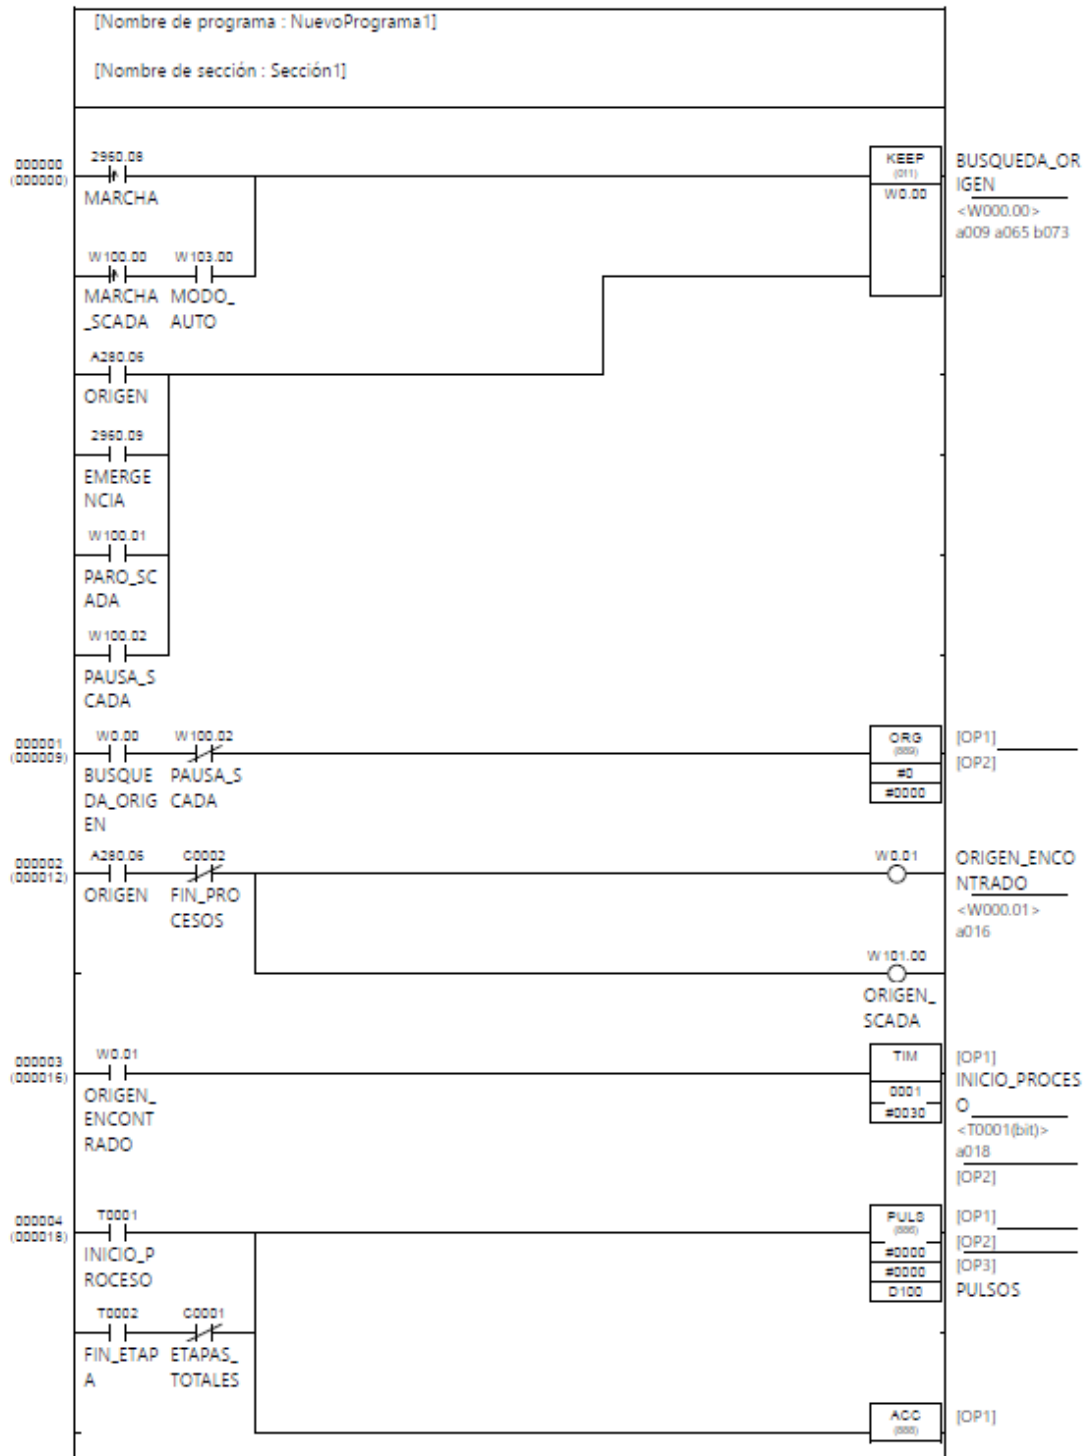 [Nombre de programa : NuevoPrograma1]
[Nombre de sección : Sección1]
000000
(000000)
2960.08
MARCHA
KEEP
(011)
W0.00
BUSQUEDA_OR
IGEN
<W000.00>
a009 a065 b073
W100.00 W103.00
MARCHA MODO_
_SCADA AUTO
A280.06
ORIGEN
2960.09
EMERGE
NCIA
W100.01
PARO_SC
ADA
W100.02
PAUSA_S
CADA
000001
(000009)
W0.00 W100.02
BUSQUE PAUSA_S
DA_ORIG CADA
EN
ORG
(889)
#0
#0000
[OP1]
[OP2]
000002
(000012)
A280.06 C0002
ORIGEN FIN_PRO
CESOS
W0.01
ORIGEN_ENCO
NTRADO
<W000.01>
a016
W101.00
ORIGEN_
SCADA
000003
(000016)
W0.01
ORIGEN_
ENCONT
RADO
TIM
0001
#0030
[OP1]
INICIO_PROCES
O
<T0001(bit)>
a018
[OP2]
000004
(000018)
T0001
INICIO_P
ROCESO
PULS
(886)
#0000
#0000
D100
[OP1]
[OP2]
[OP3]
PULSOS
T0002 C0001
FIN_ETAP ETAPAS_
A TOTALES
ACC
(888)
[OP1]